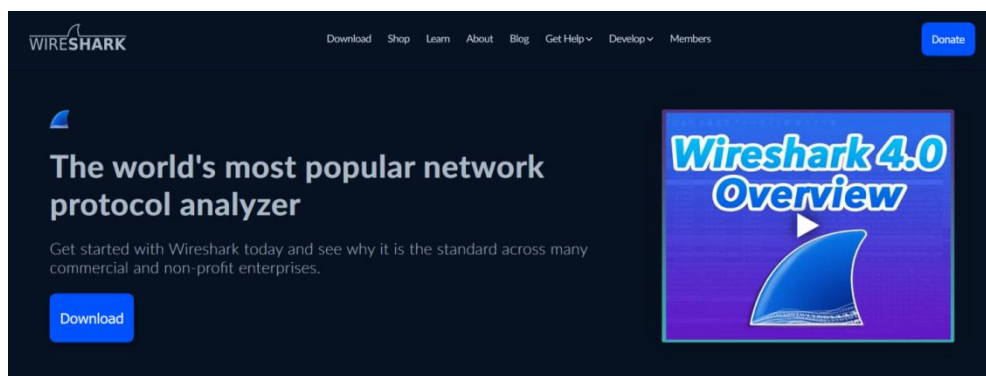 WIRESHARK
Download Shop Learn About Blog Get Help Develop Members
Donate
The world's most popular network
protocol analyzer
Get started with Wireshark today and see why it is the standard across many
commercial and non-profit enterprises.
Download
Wireshark 4.0
Overview